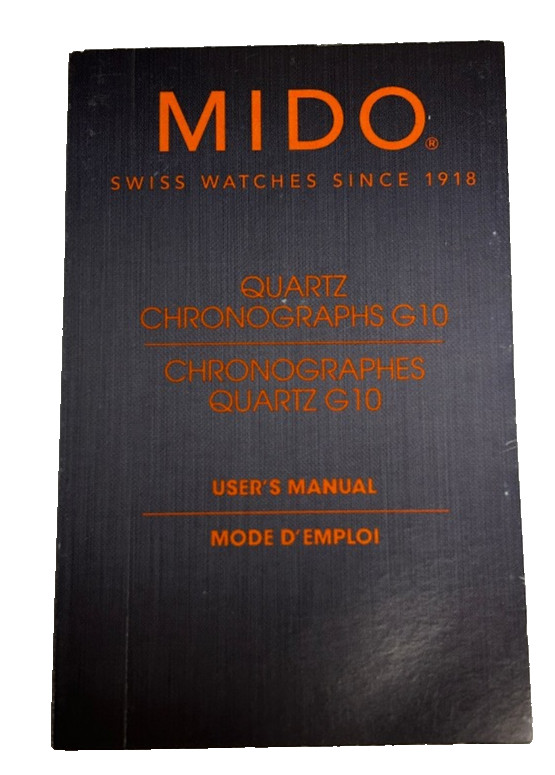 MIDO®
SWISS WATCHES SINCE 1918
QUARTZ
CHRONOGRAPHS G10
CHRONOGRAPHES
QUARTZ G10
USER'S MANUAL
MODE D'EMPLOI